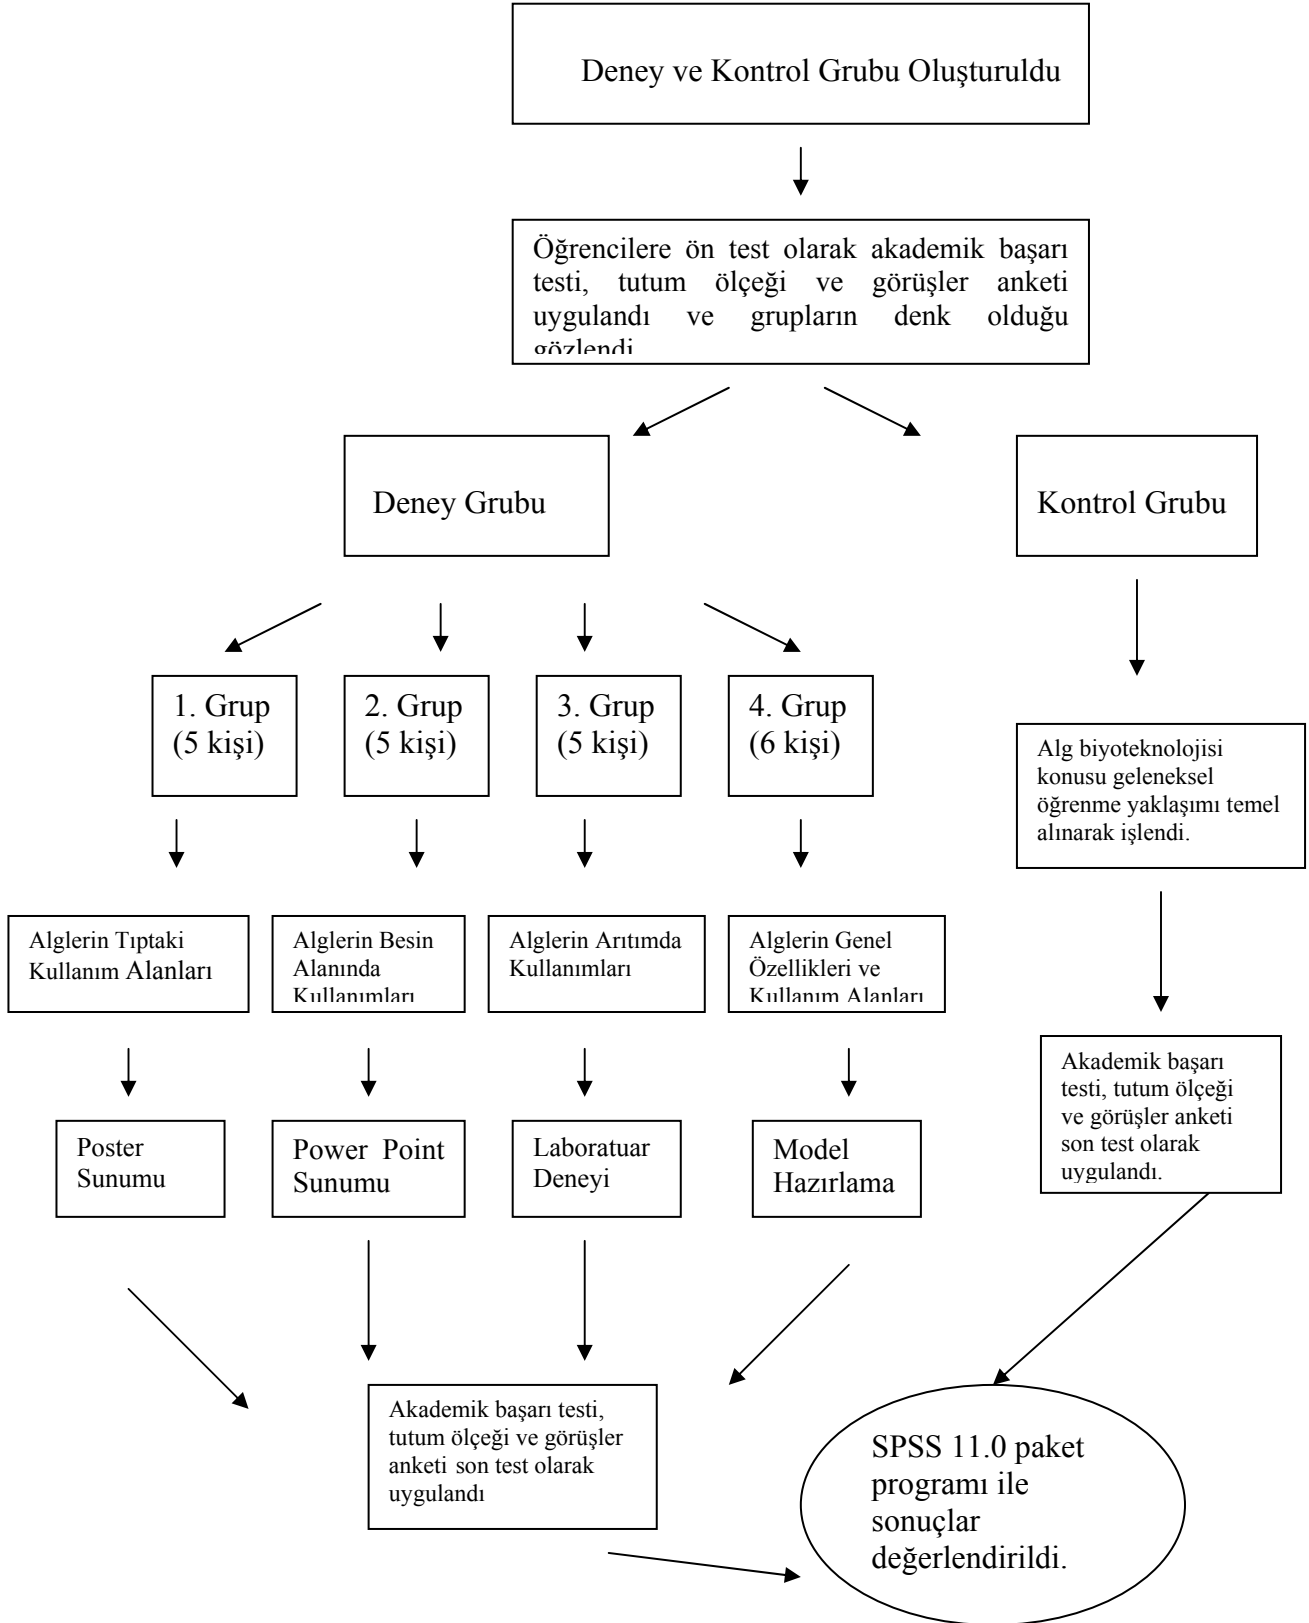 Deney ve Kontrol Grubu Oluşturuldu
Öğrencilere ön test olarak akademik başarı
testi, tutum ölçeği ve görüşler anketi
uygulandı ve grupların denk olduğu
gözlendi
Deney Grubu
Kontrol Grubu
1. Grup
(5 kişi)
2. Grup
(5 kişi)
3. Grup
(5 kişi)
4. Grup
(6 kişi)
Alg biyoteknolojisi
konusu geleneksel
öğrenme yaklaşımı temel
alınarak işlendi.
Alglerin Tıptaki
Kullanım Alanları
Alglerin Besin
Alanında
Kullanımları
Alglerin Arıtımda
Kullanımları
Alglerin Genel
Özellikleri ve
Kullanım Alanları
Akademik başarı
testi, tutum ölçeği
ve görüşler anketi
son test olarak
uygulandı.
Poster
Sunumu
Power Point
Sunumu
Laboratuar
Deneyi
Model
Hazırlama
Akademik başarı testi,
tutum ölçeği ve görüşler
anketi son test olarak
uygulandı
SPSS 11.0 paket
programı ile
sonuçlar
değerlendirildi.